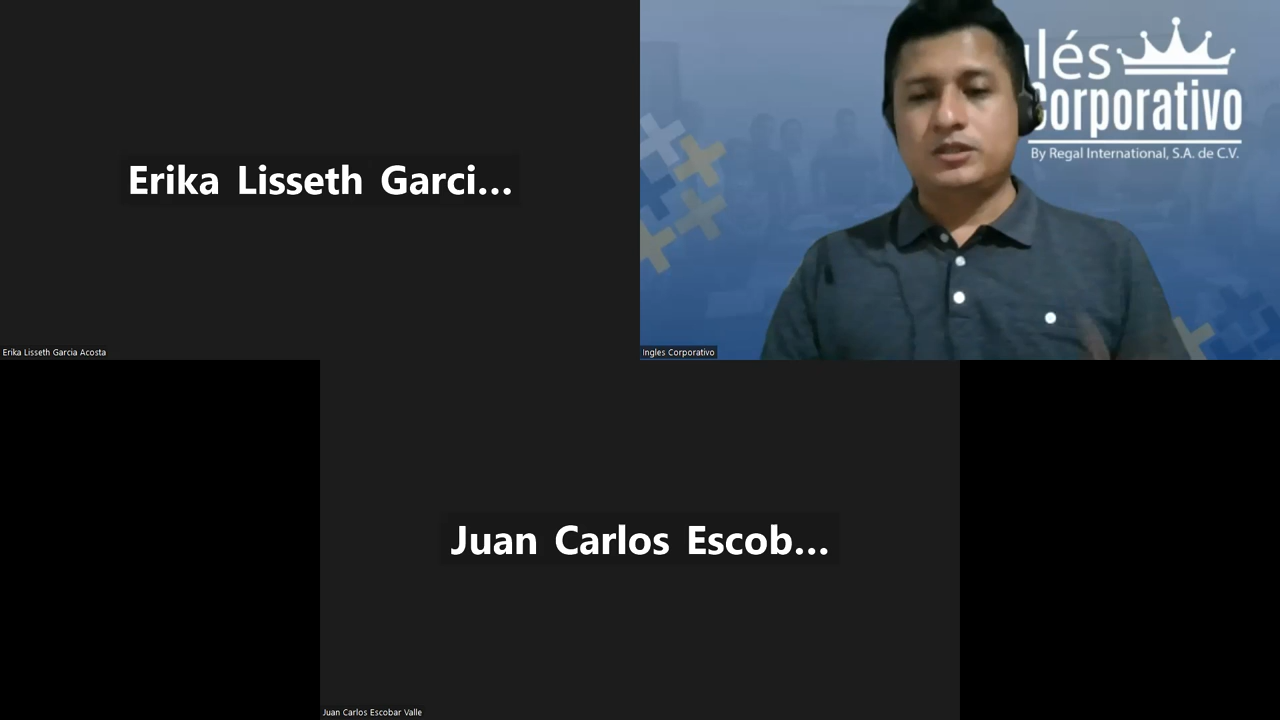 Erika Lisseth Garci...
Erika Lisseth Garcia Acosta
lés
Corporativo
By Regal International, S.A. de C.V.
Ingles Corporativo
Juan Carlos Escob...
Juan Carlos Escobar Valle